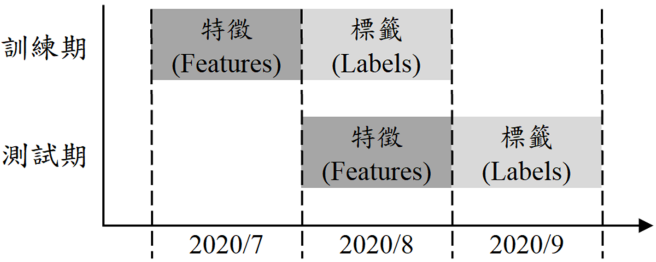 訓練期
特徵
(Features)
標籤
(Labels)
測試期
特徵
(Features)
標籤
(Labels)
2020/7
2020/8
2020/9